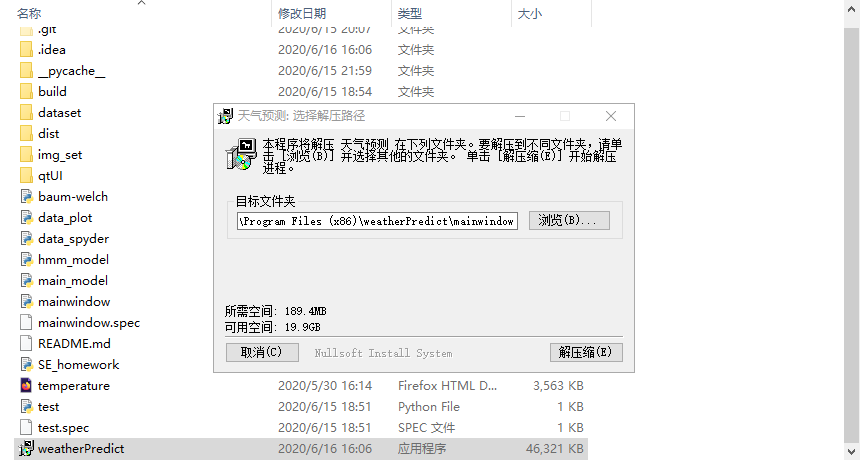 名称 修改日期 类型 大小
.git 2020/6/15 20:07 文件夹
.idea 2020/6/16 16:06 文件夹
__pycache__ 2020/6/15 21:59 文件夹
build 2020/6/15 18:54 文件夹
dataset
dist
img_set
qtUI
baum-welch
data_plot
data_spyder
hmm_model
main_model
mainwindow
mainwindow.spec
README.md
SE_homework
天气预测: 选择解压路径
本程序将解压 天气预测 在下列文件夹。要解压到不同文件夹，请单
击 [浏览(B)] 并选择其他的文件夹。 单击 [解压缩(E)] 开始解压
进程。
目标文件夹
\Program Files (x86)\weatherPredict\mainwindow 浏览(B)...
所需空间: 189.4MB
可用空间: 19.9GB
取消(C) Nullsoft Install System 解压缩(E)
temperature 2020/5/30 16:14 Firefox HTML D... 3,563 KB
test 2020/6/15 18:51 Python File 1 KB
test.spec 2020/6/15 18:51 SPEC 文件 1 KB
weatherPredict 2020/6/16 16:06 应用程序 46,321 KB